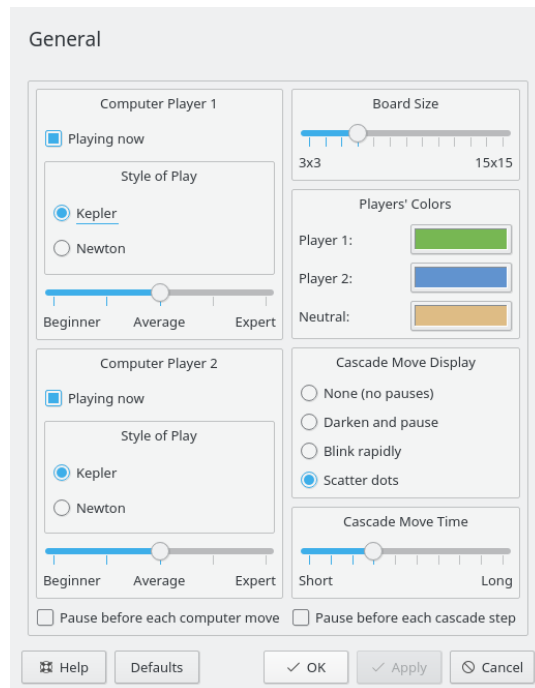 General
Computer Player 1
Playing now
Style of Play
Kepler
Newton
Beginner Average Expert
Computer Player 2
Playing now
Style of Play
Kepler
Newton
Beginner Average Expert
Pause before each computer move
Board Size
3x3 15x15
Players' Colors
Player 1:
Player 2:
Neutral:
Cascade Move Display
None (no pauses)
Darken and pause
Blink rapidly
Scatter dots
Cascade Move Time
Short Long
Pause before each cascade step
Help Defaults OK Apply Cancel